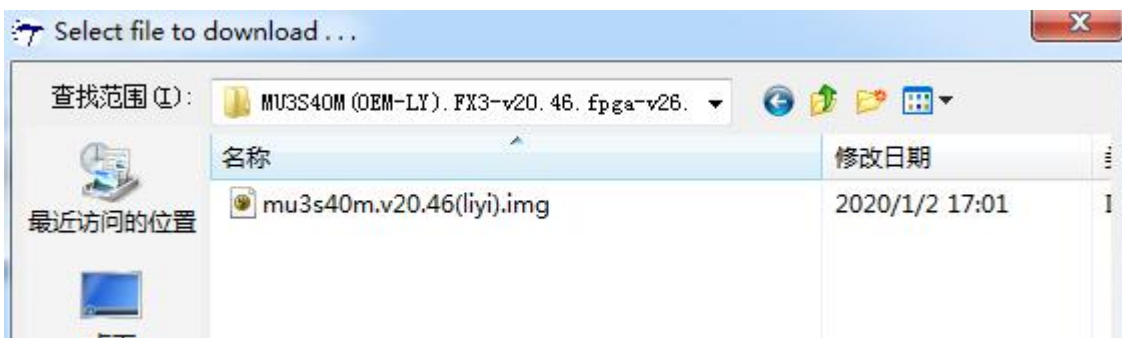 Select file to download ...
查找范围(I):
MU3S40M(OEM-LY).FX3-v20.46.fpga-v26.
名称
修改日期
mu3s40m.v20.46(liyi).img
2020/1/2 17:01
最近访问的位置